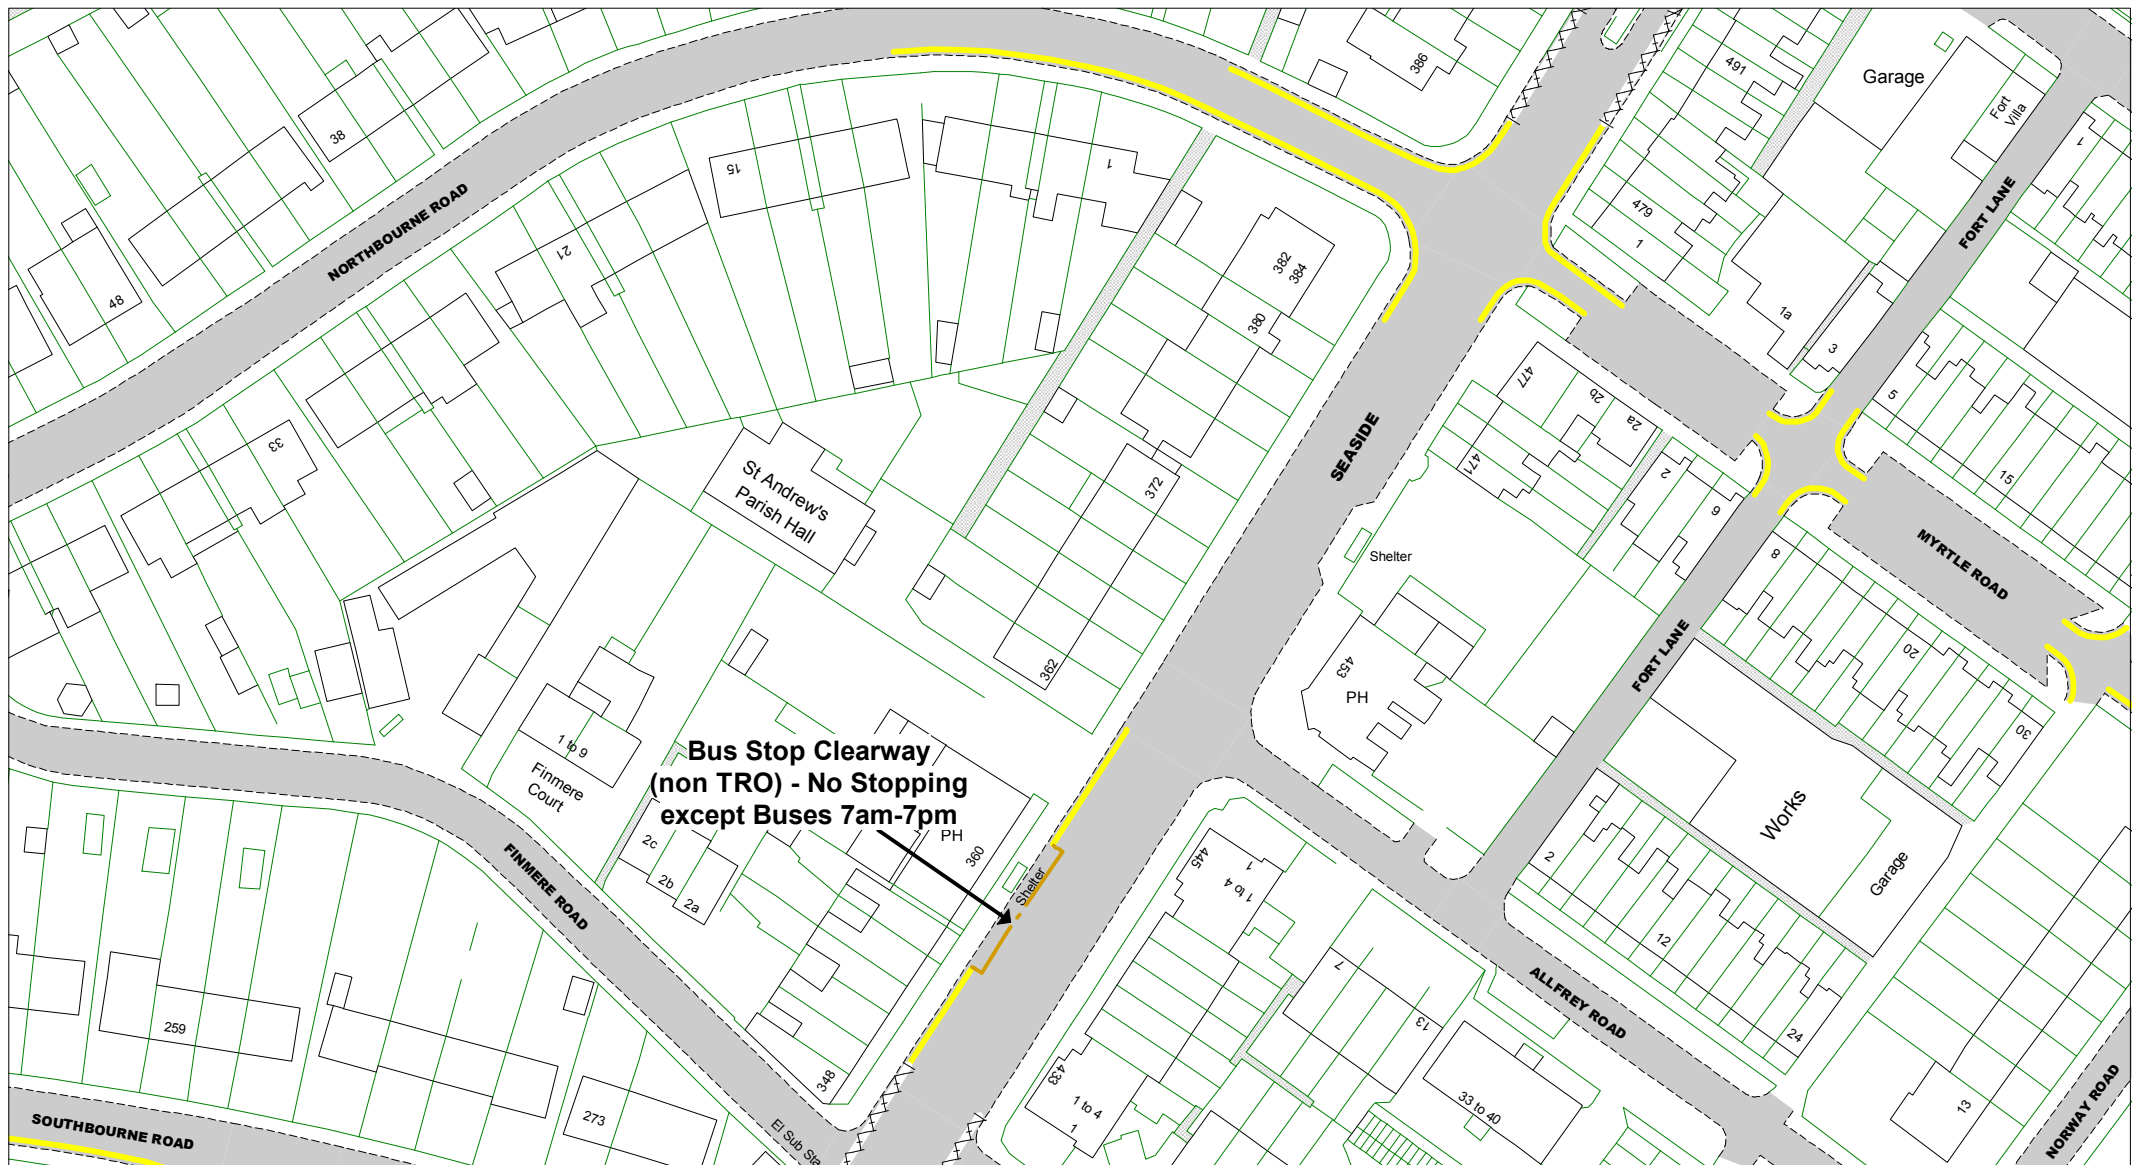 386
491
Garage
Fort
Villa
1
38
15
1
NORTHBOURNE ROAD
FORT LANE
479
1
48
21
382
384
380
1a
3
33
SEASIDE
477
2b
2a
5
St Andrew's
Parish Hall
372
471
2
6
15
Shelter
8
MYRTLE ROAD
362
453
PH
FORT LANE
20
30
1 to 9
Finmere
Court
Bus Stop Clearway
(non TRO) - No Stopping
except Buses 7am-7pm
PH
360
Shelter
2c
2b
2a
FINMERE ROAD
445
1
1 to 4
2
Works
Garage
12
24
7
13
ALLFREY ROAD
259
348
433
1 to 4
1
33 to 40
13
NORWAY ROAD
SOUTHBOURNE ROAD
273
El Sub Sta